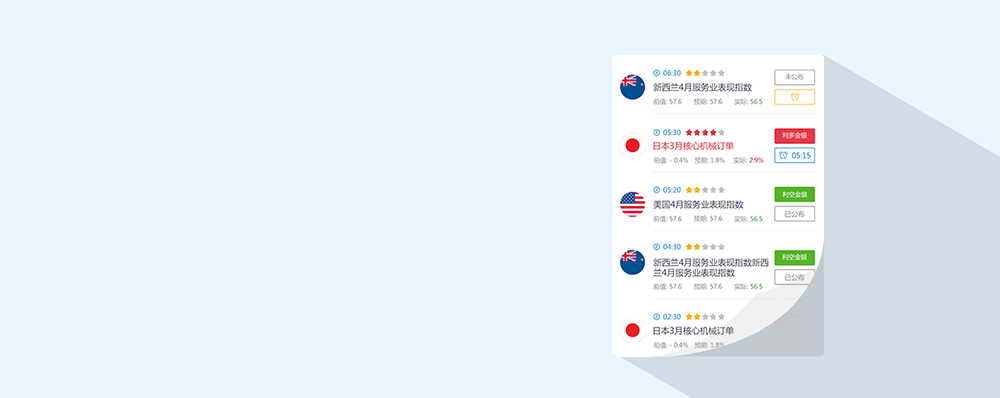 06:30
未公布
新西兰4月服务业表现指数
前值: 57.6 预期: 57.6 实际: 56.5
05:30
利多金银
日本3月核心机械订单
05:15
前值: - 0.4% 预期: 1.8% 实际: 2.9%
05:20
利空金银
美国4月服务业表现指数
已公布
前值: 57.6 预期: 57.6 实际: 56.5
04:30
利空金银
新西兰4月服务业表现指数新西
兰4月服务业表现指数
已公布
前值: 57.6 预期: 57.6 实际: 56.5
02:30
日本3月核心机械订单
前值: - 0.4% 预期: 1.8%